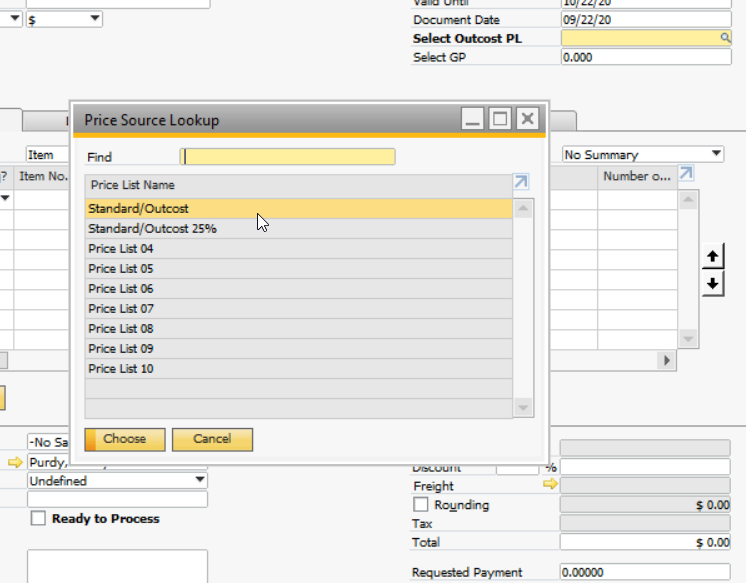 Valid Until 10/22/20
$
Document Date 09/22/20
Select Outcost PL
Select GP 0.000
Price Source Lookup
Find
Item
No Summary
? Item No.
Number o...
Price List Name
Standard/Outcost
Standard/Outcost 25%
Price List 04
Price List 05
Price List 06
Price List 07
Price List 08
Price List 09
Price List 10
Choose
Cancel
-No Sa
Purdy,
Discount %
Undefined
Freight
Rounding $ 0.00
Ready to Process
Tax
Total $ 0.00
Requested Payment 0.00000